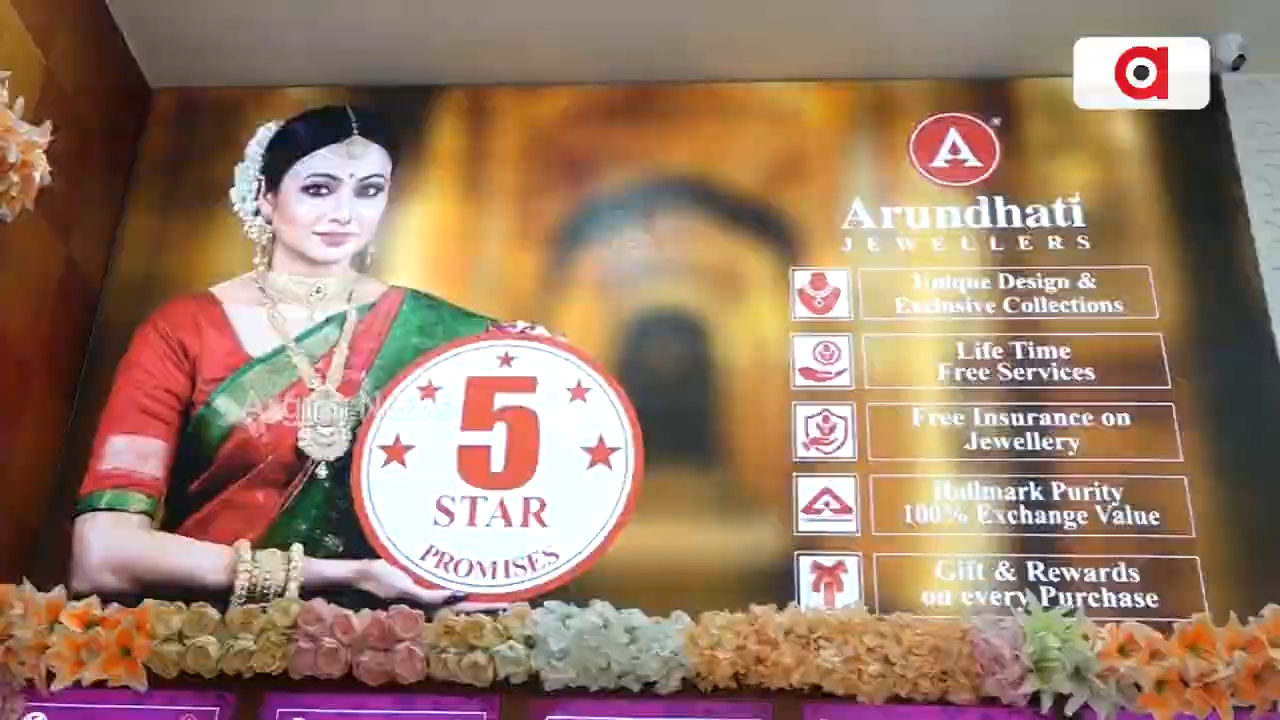 a
A
Arundhati
JEWELLERS
Unique Design &
Exclusive Collections
Life Time
Free Services
Free Insurance on
Jewellery
Hallmark Purity
100% Exchange Value
Gift & Rewards
on every Purchase
5
STAR
PROMISES